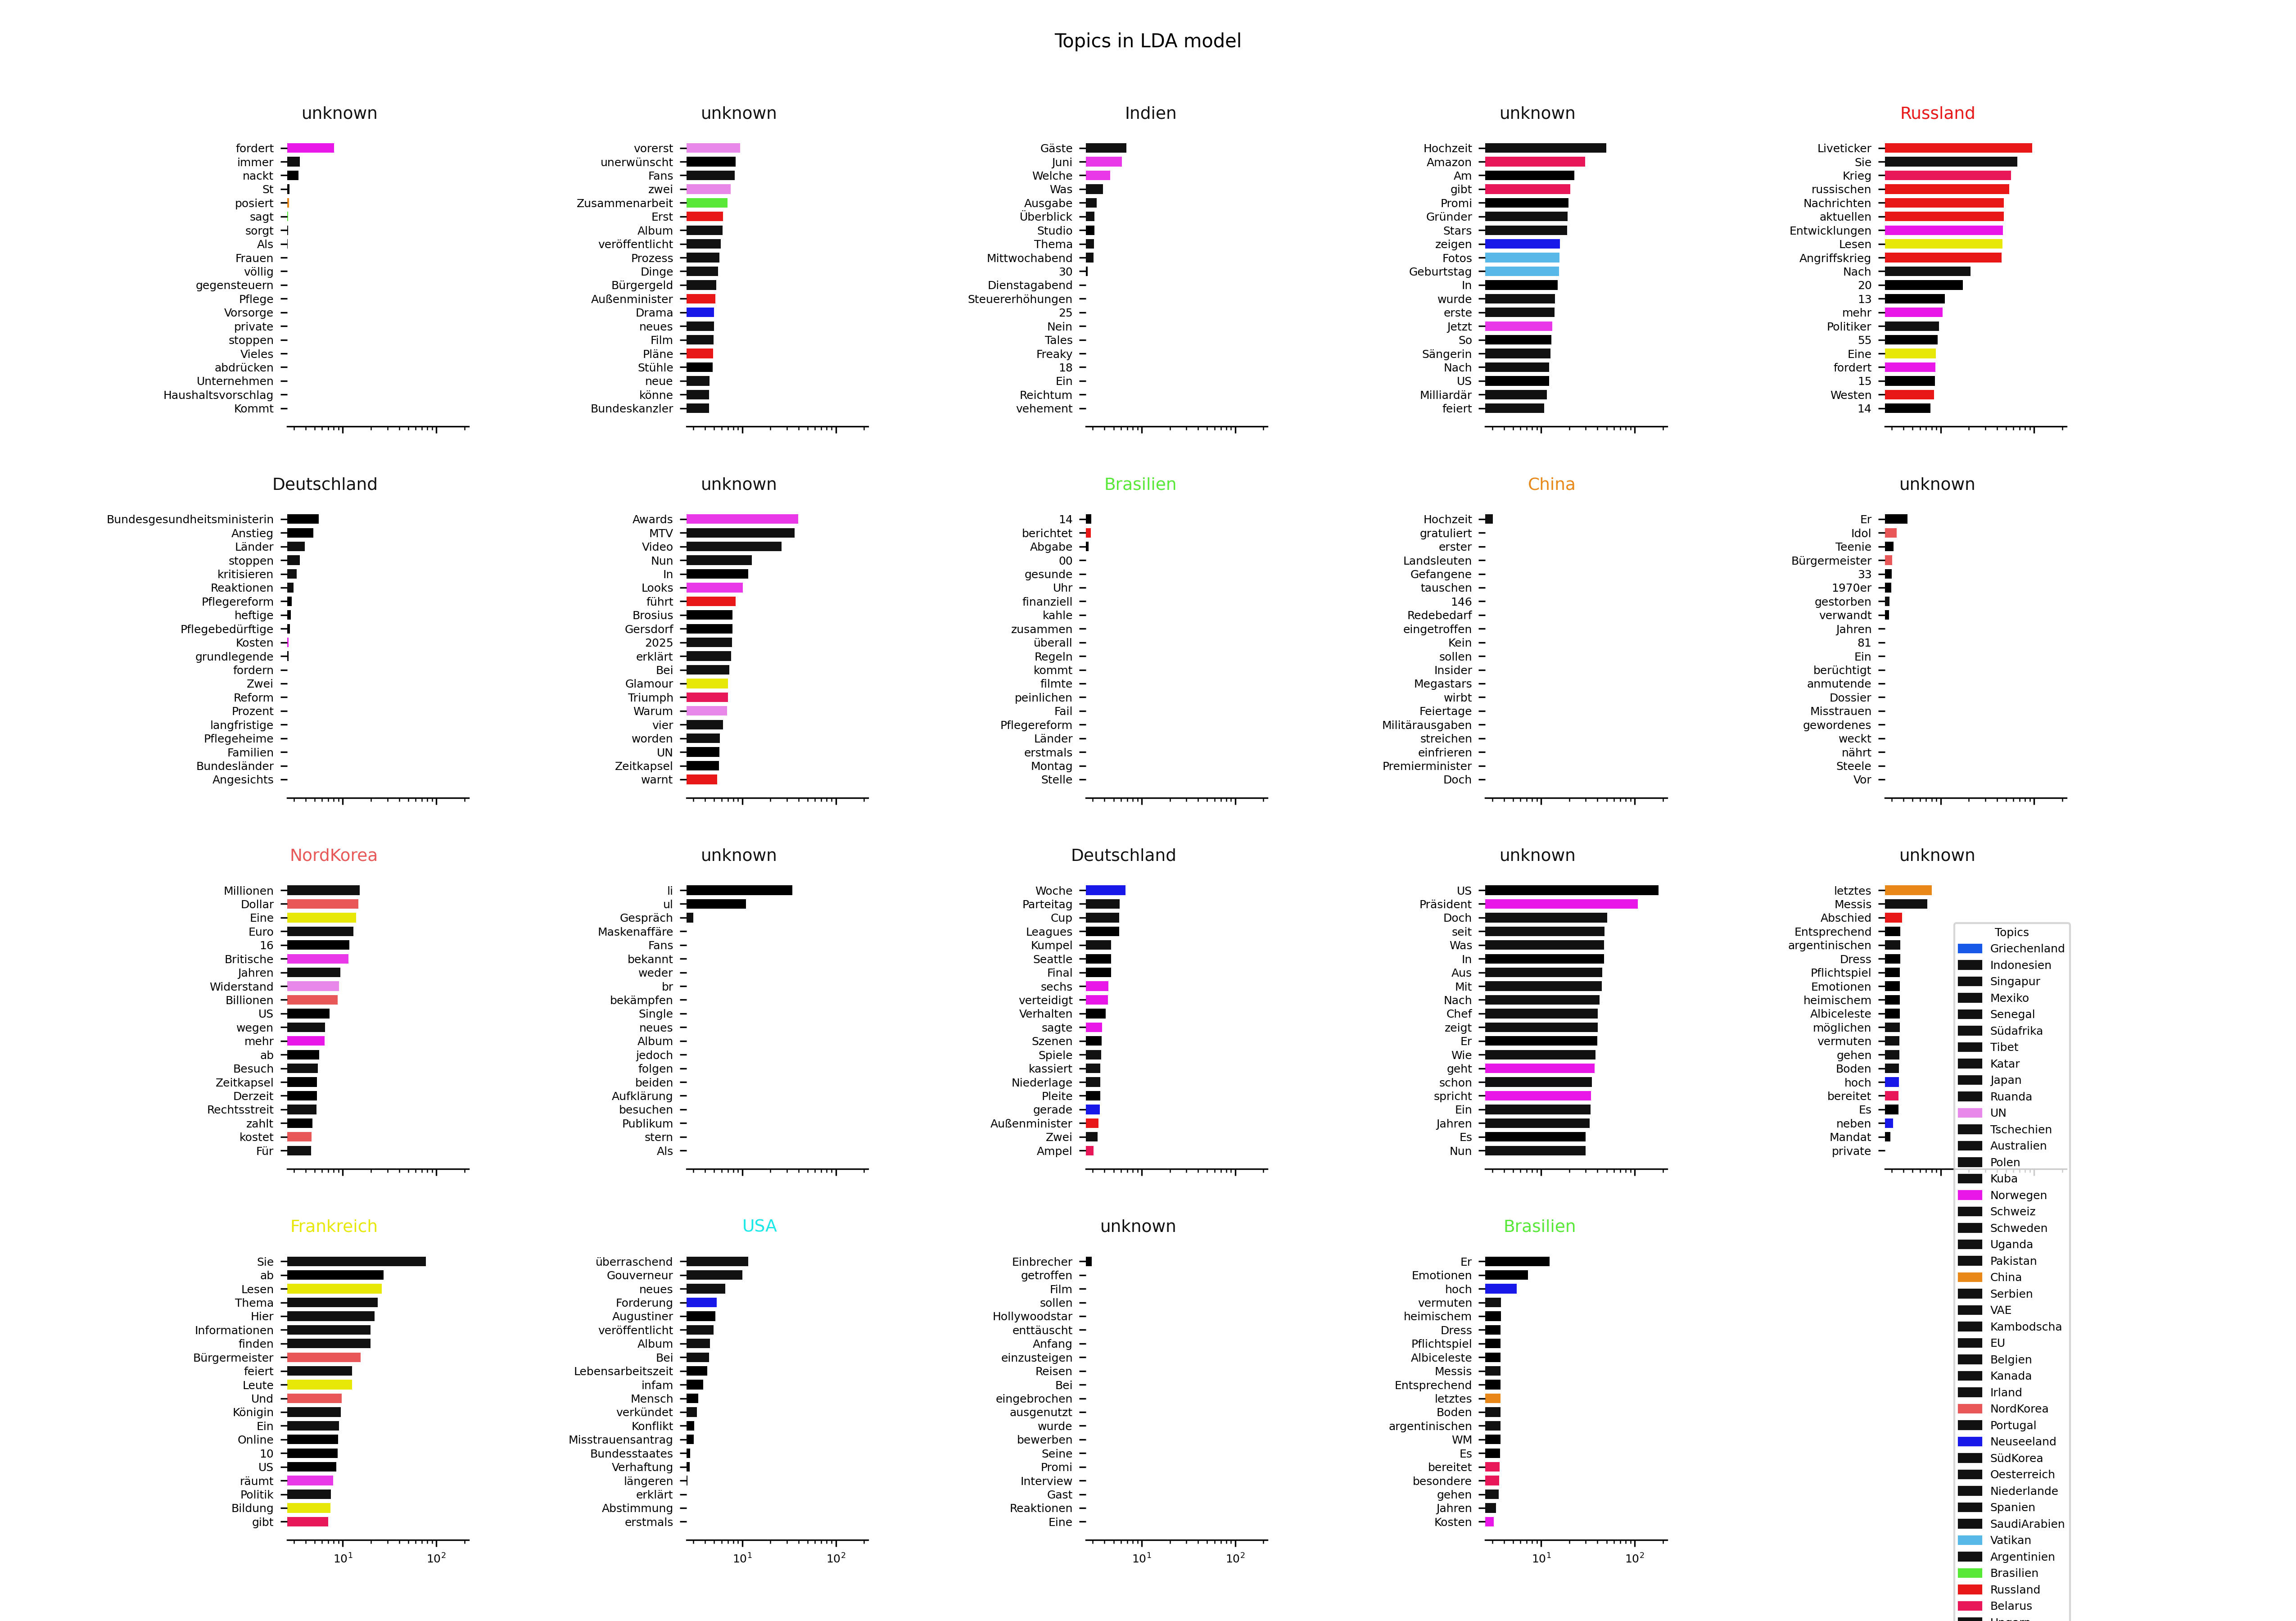 Topics in LDA model
unknown
fordert
immer
nackt
St
posiert
sagt
sorgt
Als
Frauen
völlig
gegensteuern
Pflege
Vorsorge
private
stoppen
Vieles
abdrücken
Unternehmen
Haushaltsvorschlag
Kommt
unknown
vorerst
unerwünscht
Fans
zwei
Zusammenarbeit
Erst
Album
veröffentlicht
Prozess
Dinge
Bürgergeld
Außenminister
Drama
neues
Film
Pläne
Stühle
neue
könne
Bundeskanzler
Indien
Gäste
Juni
Welche
Was
Ausgabe
Überblick
Studio
Thema
Mittwochabend
30
Dienstagabend
Steuererhöhungen
25
Nein
Tales
Freaky
18
Ein
Reichtum
vehement
unknown
Hochzeit
Amazon
Am
gibt
Promi
Gründer
Stars
zeigen
Fotos
Geburtstag
In
wurde
erste
Jetzt
So
Sängerin
Nach
US
Milliardär
feiert
Russland
Liveticker
Sie
Krieg
russischen
Nachrichten
aktuellen
Entwicklungen
Lesen
Angriffskrieg
Nach
20
13
mehr
Politiker
55
Eine
fordert
15
Westen
14
Deutschland
Bundesgesundheitsministerin
Anstieg
Länder
stoppen
kritisieren
Reaktionen
Pflegereform
heftige
Pflegebedürftige
Kosten
grundlegende
fordern
Zwei
Reform
Prozent
langfristige
Pflegeheime
Familien
Bundesländer
Angesichts
unknown
Awards
MTV
Video
Nun
In
Looks
führt
Brosius
Gersdorf
2025
erklärt
Bei
Glamour
Triumph
Warum
vier
worden
UN
Zeitkapsel
warnt
Brasilien
14
berichtet
Abgabe
00
gesunde
Uhr
finanziell
kahle
zusammen
überall
Regeln
kommt
filmte
peinlichen
Fail
Pflegereform
Länder
erstmals
Montag
Stelle
China
Hochzeit
gratuliert
erster
Landsleuten
Gefangene
tauschen
146
Redebedarf
eingetroffen
Kein
sollen
Insider
Megastars
wirbt
Feiertage
Militärausgaben
streichen
einfrieren
Premierminister
Doch
unknown
Er
Idol
Teenie
Bürgermeister
33
1970er
gestorben
verwandt
Jahren
81
Ein
berüchtigt
anmutende
Dossier
Misstrauen
gewordenes
weckt
nährt
Steele
Vor
NordKorea
Millionen
Dollar
Eine
Euro
16
Britische
Jahren
Widerstand
Billionen
US
wegen
mehr
ab
Besuch
Zeitkapsel
Derzeit
Rechtsstreit
zahlt
kostet
Für
unknown
li
ul
Gespräch
Maskenaffäre
Fans
bekannt
weder
br
bekämpfen
Single
neues
Album
jedoch
folgen
beiden
Aufklärung
besuchen
Publikum
stern
Als
Deutschland
Woche
Parteitag
Cup
Leagues
Kumpel
Seattle
Final
sechs
verteidigt
Verhalten
sagte
Szenen
Spiele
kassiert
Niederlage
Pleite
gerade
Außenminister
Zwei
Ampel
unknown
US
Präsident
Doch
seit
Was
In
Aus
Mit
Nach
Chef
zeigt
Er
Wie
geht
schon
spricht
Ein
Jahren
Es
Nun
unknown
letztes
Messis
Abschied
Entsprechend
argentinischen
Dress
Pflichtspiel
Emotionen
heimischem
Albiceleste
möglichen
vermuten
gehen
Boden
hoch
bereitet
Es
neben
Mandat
private
Frankreich
Sie
ab
Lesen
Thema
Hier
Informationen
finden
Bürgermeister
feiert
Leute
Und
Königin
Ein
Online
10
US
räumt
Politik
Bildung
gibt
10¹ 10²
USA
überraschend
Gouverneur
neues
Forderung
Augustiner
veröffentlicht
Album
Bei
Lebensarbeitszeit
infam
Mensch
verkündet
Konflikt
Misstrauensantrag
Bundesstaates
Verhaftung
längeren
erklärt
Abstimmung
erstmals
10¹ 10²
unknown
Einbrecher
getroffen
Film
sollen
Hollywoodstar
enttäuscht
Anfang
einzusteigen
Reisen
Bei
eingebrochen
ausgenutzt
wurde
bewerben
Seine
Promi
Interview
Gast
Reaktionen
Eine
10¹ 10²
Brasilien
Er
Emotionen
hoch
vermuten
heimischem
Dress
Pflichtspiel
Albiceleste
Messis
Entsprechend
letztes
Boden
argentinischen
WM
Es
bereitet
besondere
gehen
Jahren
Kosten
10¹ 10²
Topics
Griechenland
Indonesien
Singapur
Mexiko
Senegal
Südafrika
Tibet
Katar
Japan
Ruanda
UN
Tschechien
Australien
Polen
Kuba
Norwegen
Schweiz
Schweden
Uganda
Pakistan
China
Serbien
VAE
Kambodscha
EU
Belgien
Kanada
Irland
NordKorea
Portugal
Neuseeland
SüdKorea
Oesterreich
Niederlande
Spanien
SaudiArabien
Vatikan
Argentinien
Brasilien
Russland
Belarus